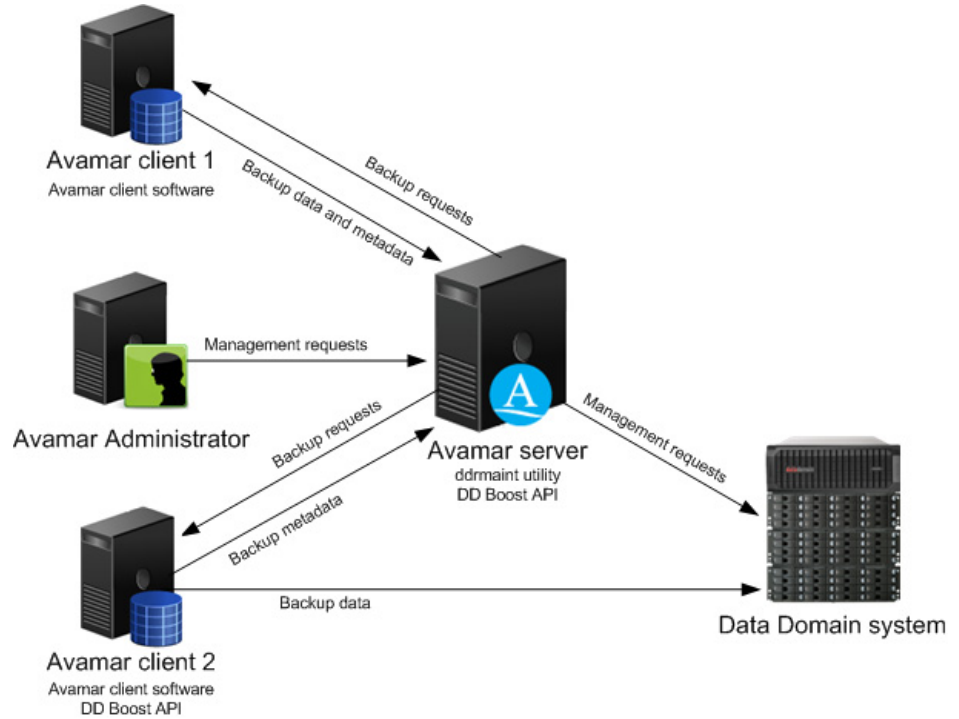 Avamar client 1
Avamar client software
Backup requests
Backup data and metadata
Management requests
Avamar Administrator
A
Avamar server
ddrmaint utility
DD Boost API
Management requests
Backup requests
Backup metadata
Backup data
Data Domain system
Avamar client 2
Avamar client software
DD Boost API